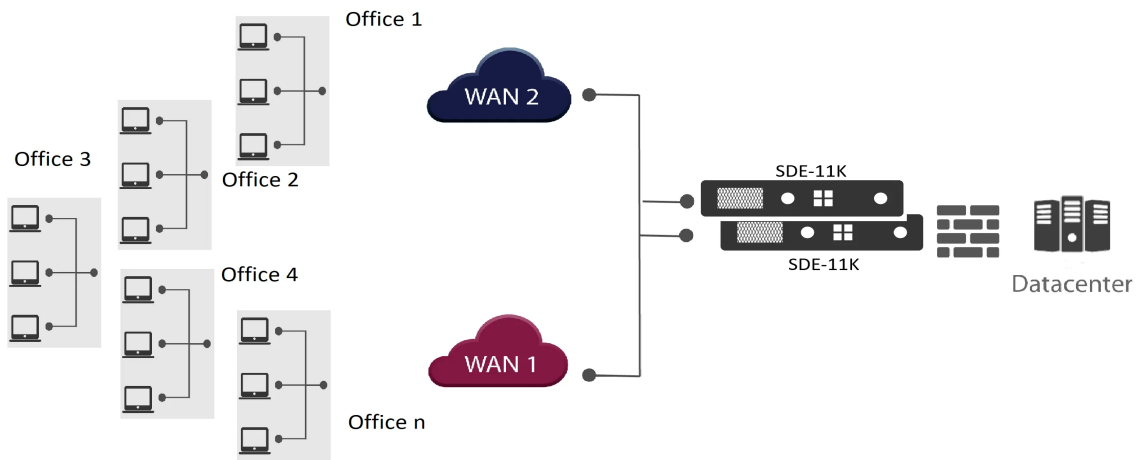 Office 1
WAN 2
Office 3
SDE-11K
Office 2
SDE-11K
Office 4
Datacenter
WAN 1
Office n